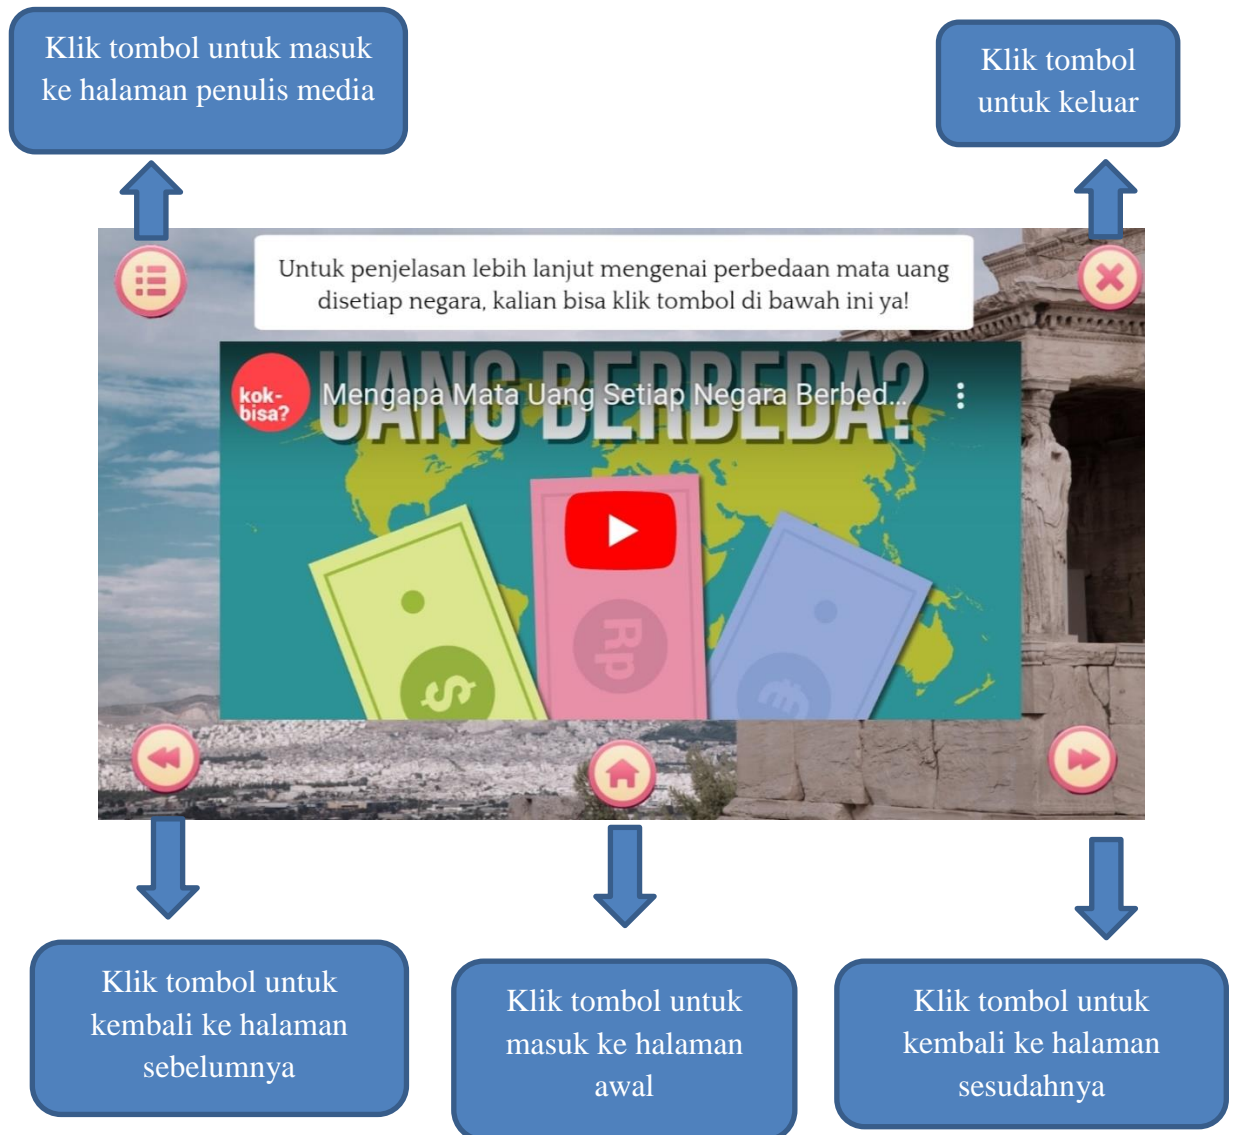 Klik tombol untuk masuk
ke halaman penulis media
Klik tombol
untuk keluar
Untuk penjelasan lebih lanjut mengenai perbedaan mata uang
disetiap negara, kalian bisa klik tombol di bawah ini ya!
UANG BERBEDA?
kok-
bisa?
Mengapa Mata Uang Setiap Negara Berbed...
$
Rp
€
Klik tombol untuk
kembali ke halaman
sebelumnya
Klik tombol untuk
masuk ke halaman
awal
Klik tombol untuk
kembali ke halaman
sesudahnya